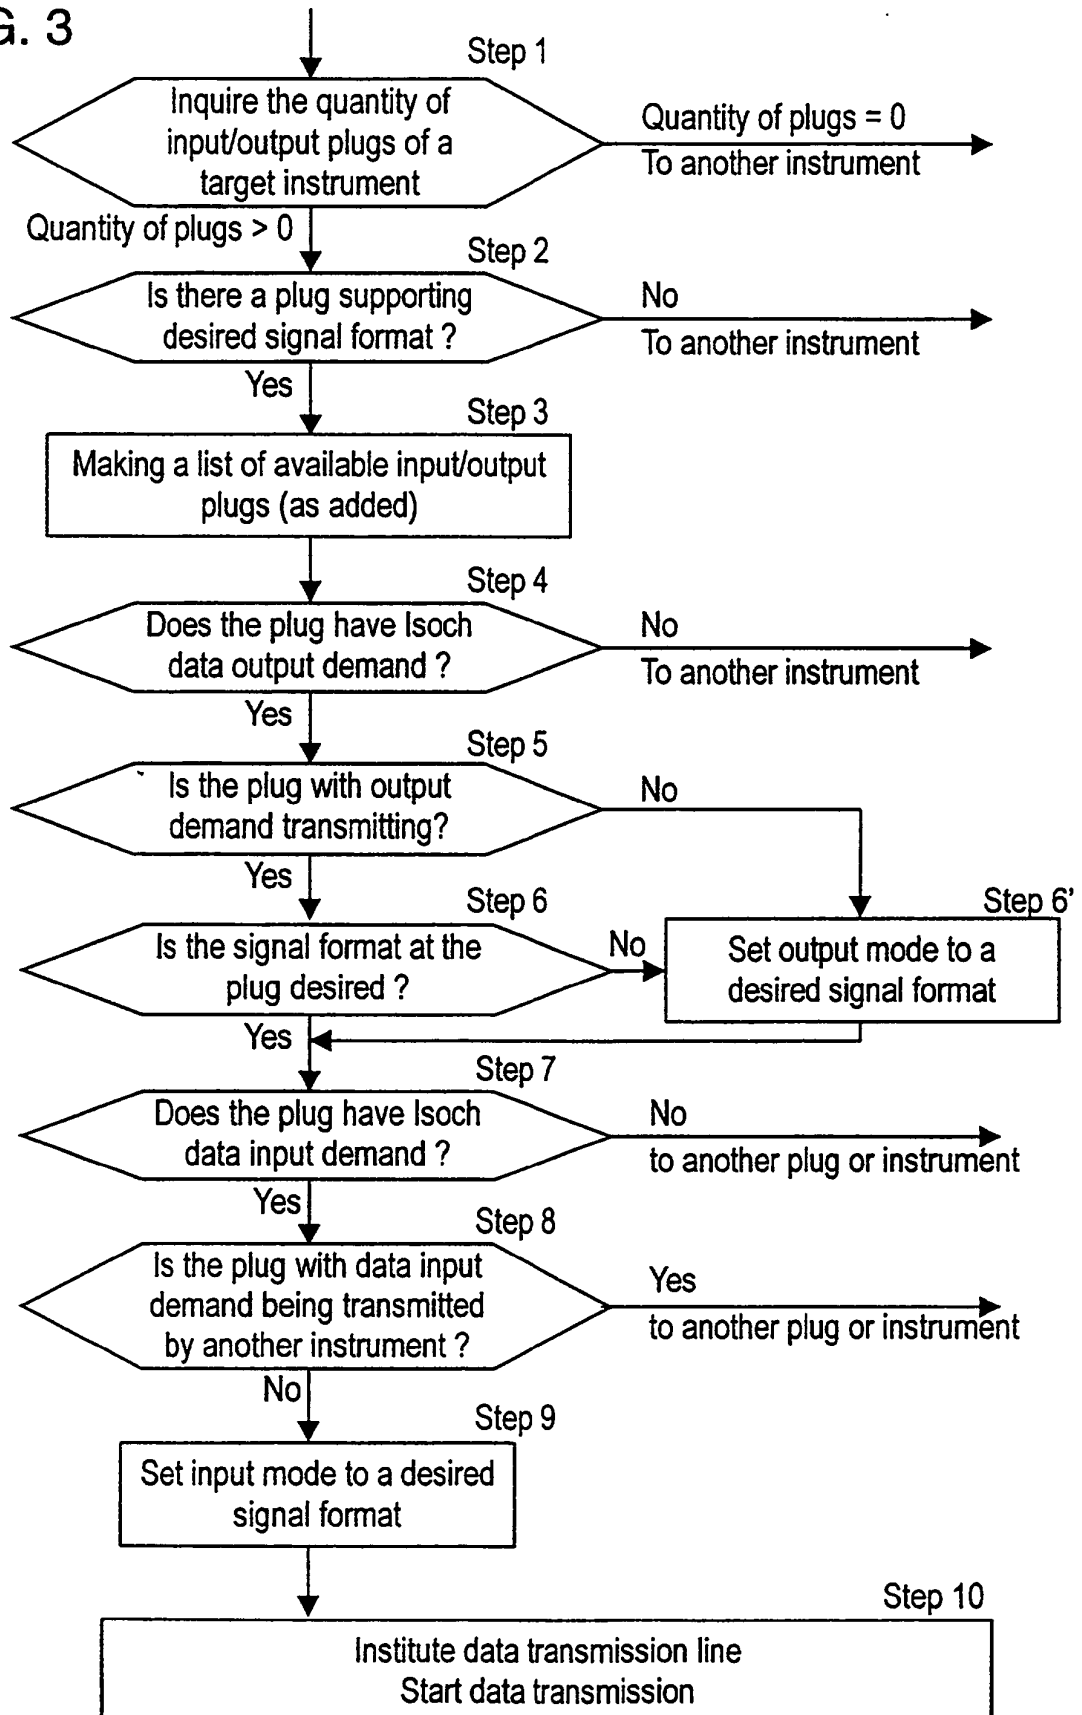 G. 3
Step 1
Inquire the quantity of
input/output plugs of a
target instrument
Quantity of plugs = 0
To another instrument
Quantity of plugs > 0
Step 2
Is there a plug supporting
desired signal format ?
No
To another instrument
Yes
Step 3
Making a list of available input/output
plugs (as added)
Step 4
Does the plug have Isoch
data output demand ?
No
To another instrument
Yes
Step 5
Is the plug with output
demand transmitting?
No
Yes
Step 6
Is the signal format at the
plug desired ?
No
Step 6'
Set output mode to a
desired signal format
Yes
Step 7
Does the plug have Isoch
data input demand ?
No
to another plug or instrument
Yes
Step 8
Is the plug with data input
demand being transmitted
by another instrument ?
Yes
to another plug or instrument
No
Step 9
Set input mode to a desired
signal format
Step 10
Institute data transmission line
Start data transmission